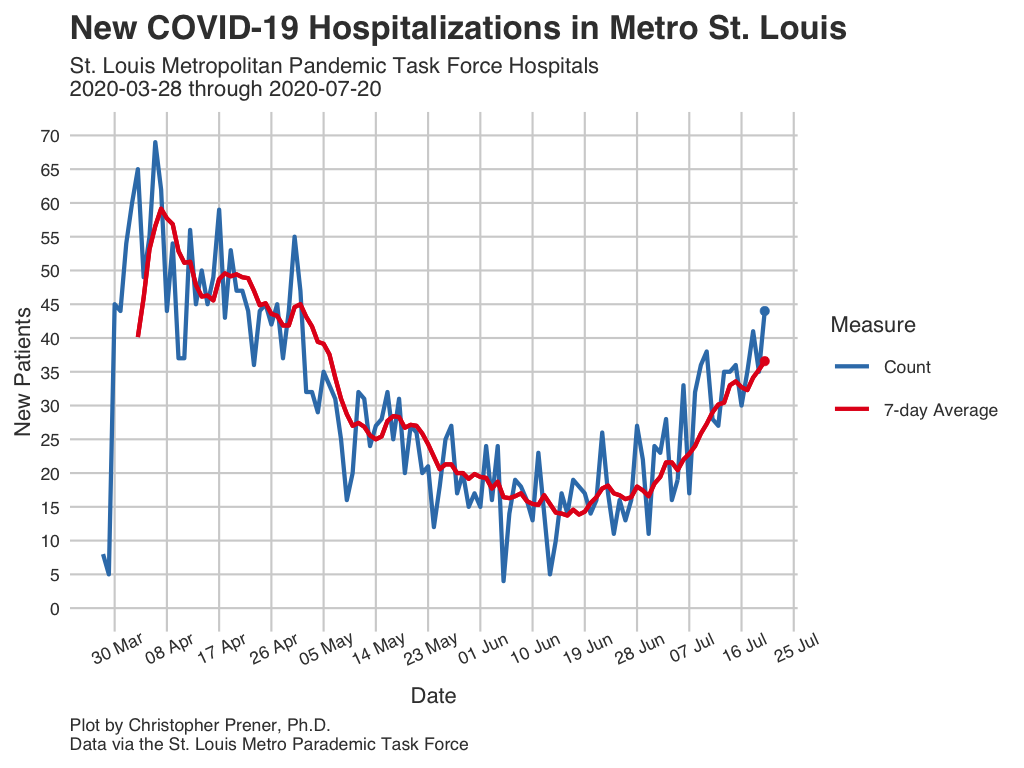 New COVID-19 Hospitalizations in Metro St. Louis
St. Louis Metropolitan Pandemic Task Force Hospitals
2020-03-28 through 2020-07-20
70
65
60
55
50
45
40
35
30
25
20
15
10
5
0
New Patients
30 Mar
08 Apr
17 Apr
26 Apr
05 May
14 May
23 May
01 Jun
10 Jun
19 Jun
28 Jun
07 Jul
16 Jul
25 Jul
Date
Measure
Count
7-day Average
Plot by Christopher Prener, Ph.D.
Data via the St. Louis Metro Parademic Task Force